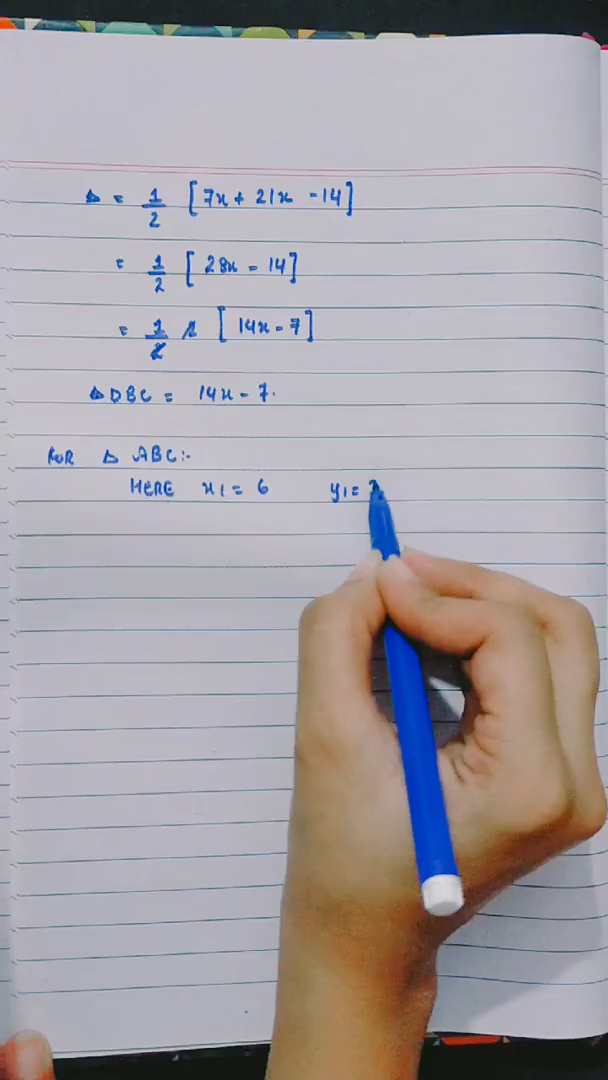 Δ = 1/2 [7x + 21x - 14]
= 1/2 [28x - 14]
= 1/2 2 [14x - 7]
Δ DBC = 14x - 7.
FOR Δ ABC:-
HERE x1 = 6 y1 =